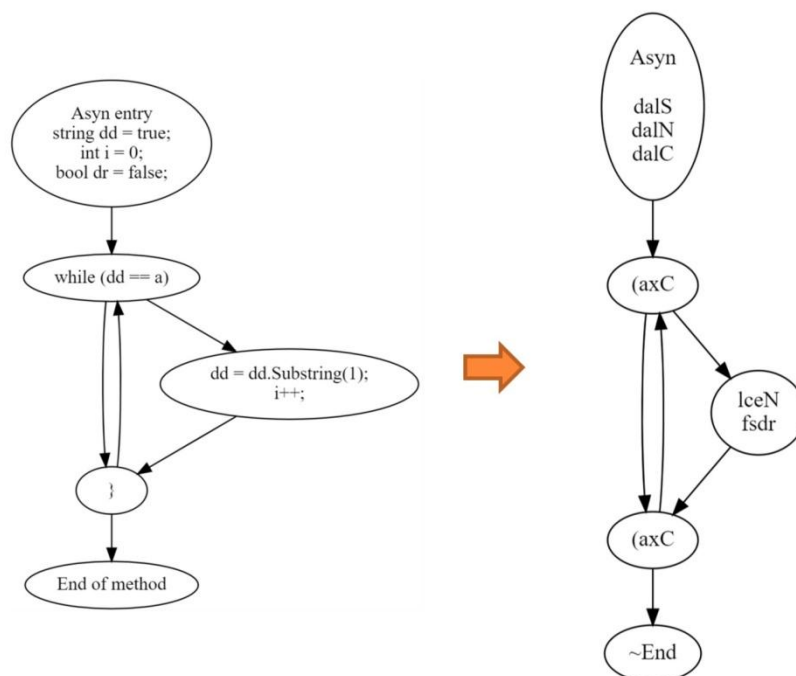 Asyn entry
string dd = true;
int i = 0;
bool dr = false;
while (dd == a)
dd = dd.Substring(1);
i++;
}
End of method
Asyn
dalS
dalN
dalC
(axC
lceN
fsdr
(axC
~End